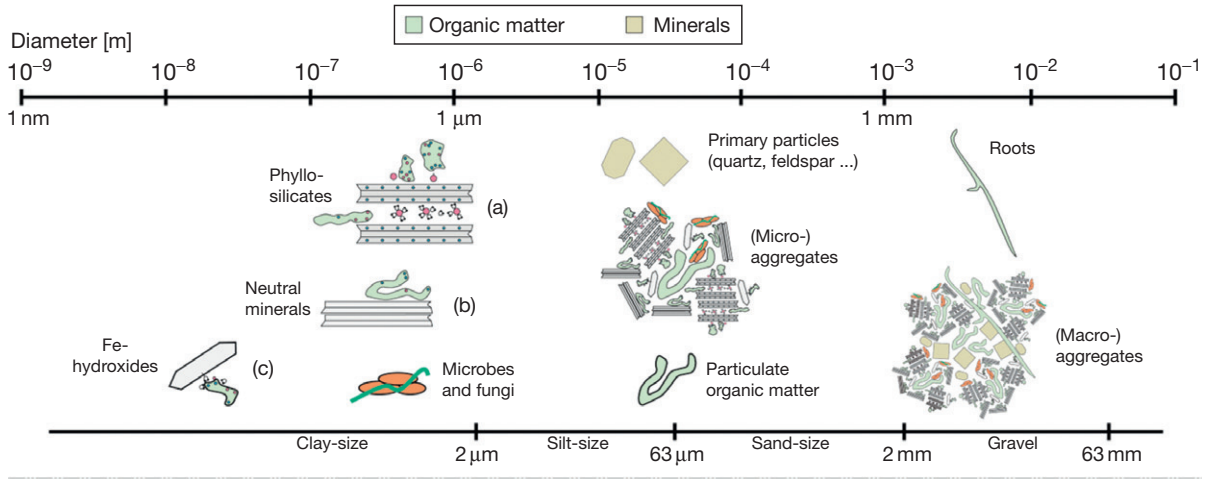 Organic matter
Minerals
Diameter [m]
10⁻⁹
10⁻⁸
10⁻⁷
10⁻⁶
10⁻⁵
10⁻⁴
10⁻³
10⁻²
10⁻¹
1 nm
1 μm
1 mm
Phyllo-
silicates
(a)
Primary particles
(quartz, feldspar ...)
Roots
(Micro-)
aggregates
Neutral
minerals
(b)
(Macro-)
aggregates
Fe-
hydroxides
(c)
Microbes
and fungi
Particulate
organic matter
Clay-size
Silt-size
Sand-size
Gravel
2 μm
63 μm
2 mm
63 mm